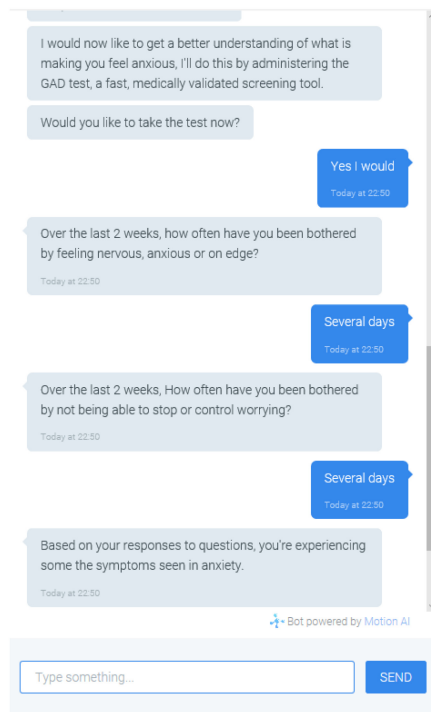 I would now like to get a better understanding of what is
making you feel anxious, I'll do this by administering the
GAD test, a fast, medically validated screening tool.
Would you like to take the test now?
Yes I would
Today at 22:50
Over the last 2 weeks, how often have you been bothered
by feeling nervous, anxious or on edge?
Today at 22:50
Several days
Today at 22:50
Over the last 2 weeks, How often have you been bothered
by not being able to stop or control worrying?
Today at 22:50
Several days
Today at 22:50
Based on your responses to questions, you're experiencing
some the symptoms seen in anxiety.
Today at 22:50
Bot powered by Motion AI
Type something...
SEND